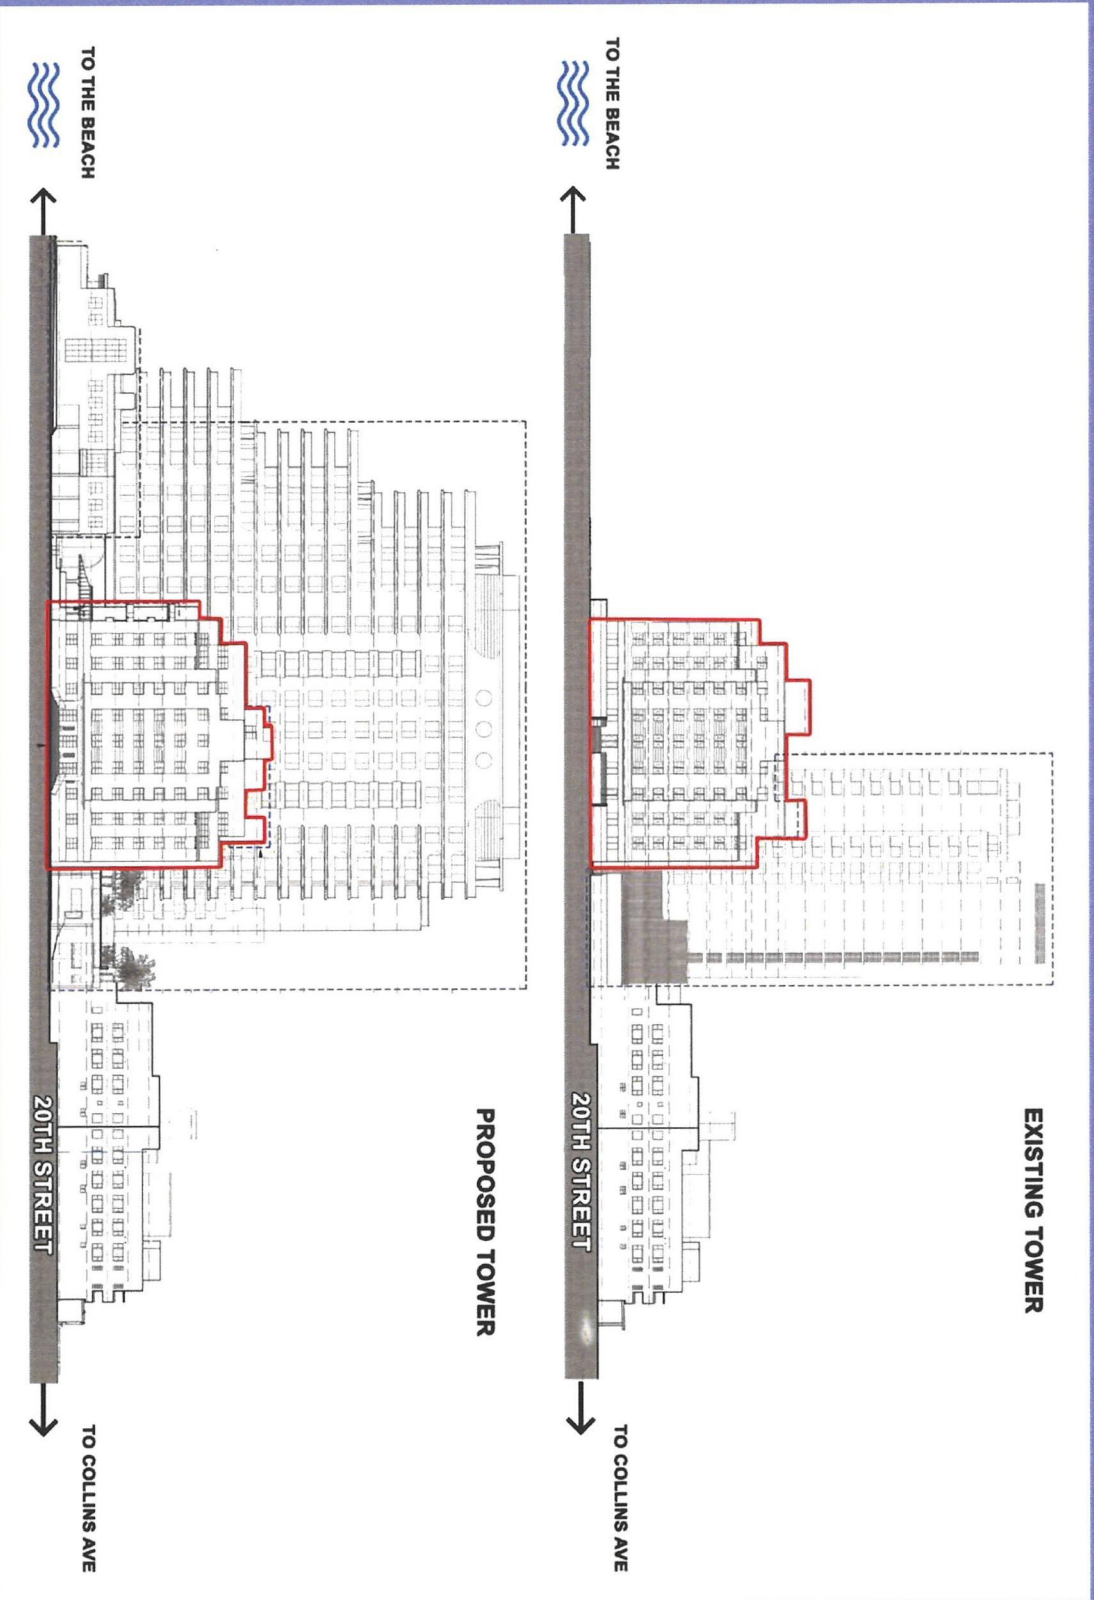 EXISTING TOWER
TO THE BEACH
20TH STREET
TO COLLINS AVE
PROPOSED TOWER
TO THE BEACH
20TH STREET
TO COLLINS AVE